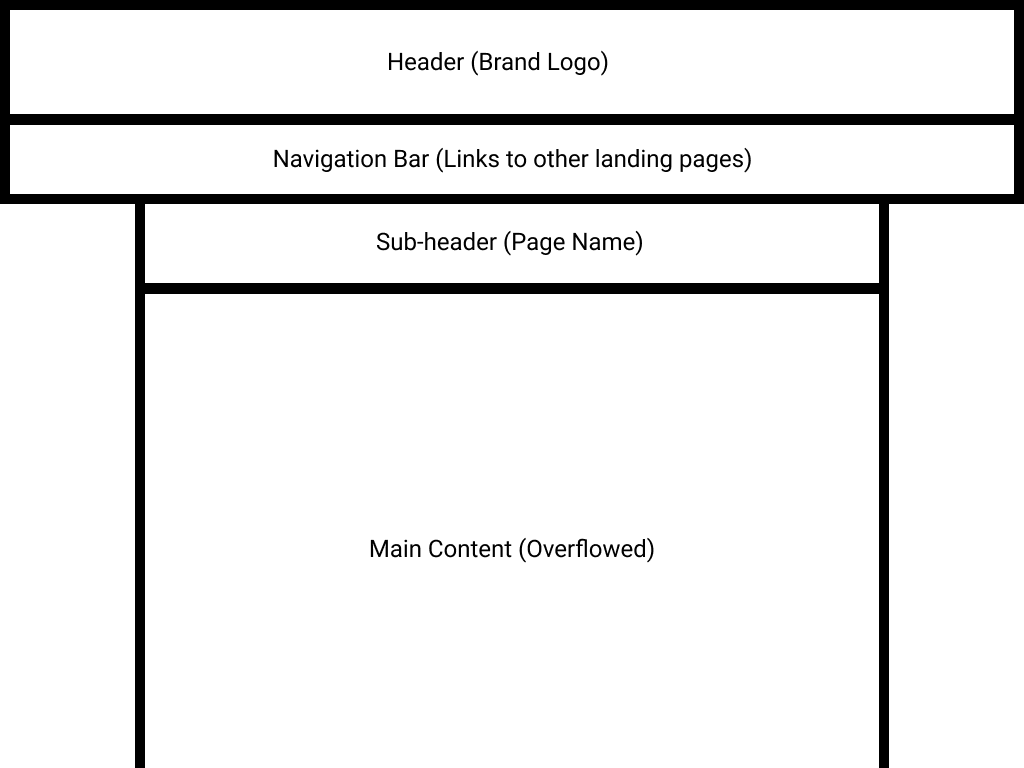 Header (Brand Logo)
Navigation Bar (Links to other landing pages)
Sub-header (Page Name)
Main Content (Overflowed)